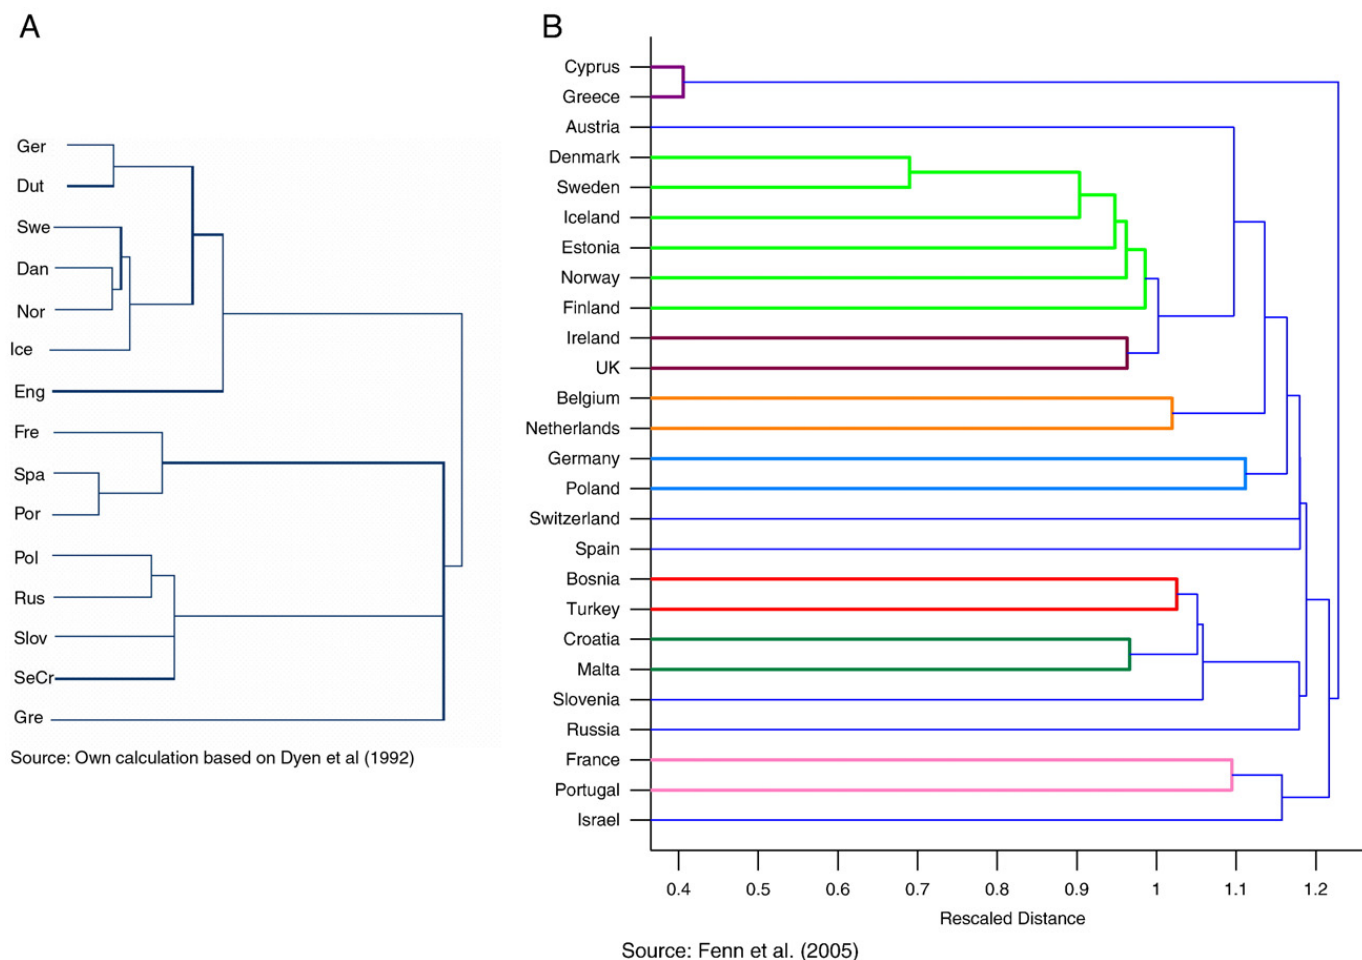 A
Ger
Dut
Swe
Dan
Nor
Ice
Eng
Fre
Spa
Por
Pol
Rus
Slov
SeCr
Gre
Source: Own calculation based on Dyen et al (1992)
B
Cyprus
Greece
Austria
Denmark
Sweden
Iceland
Estonia
Norway
Finland
Ireland
UK
Belgium
Netherlands
Germany
Poland
Switzerland
Spain
Bosnia
Turkey
Croatia
Malta
Slovenia
Russia
France
Portugal
Israel
0.4 0.5 0.6 0.7 0.8 0.9 1 1.1 1.2
Rescaled Distance
Source: Fenn et al. (2005)